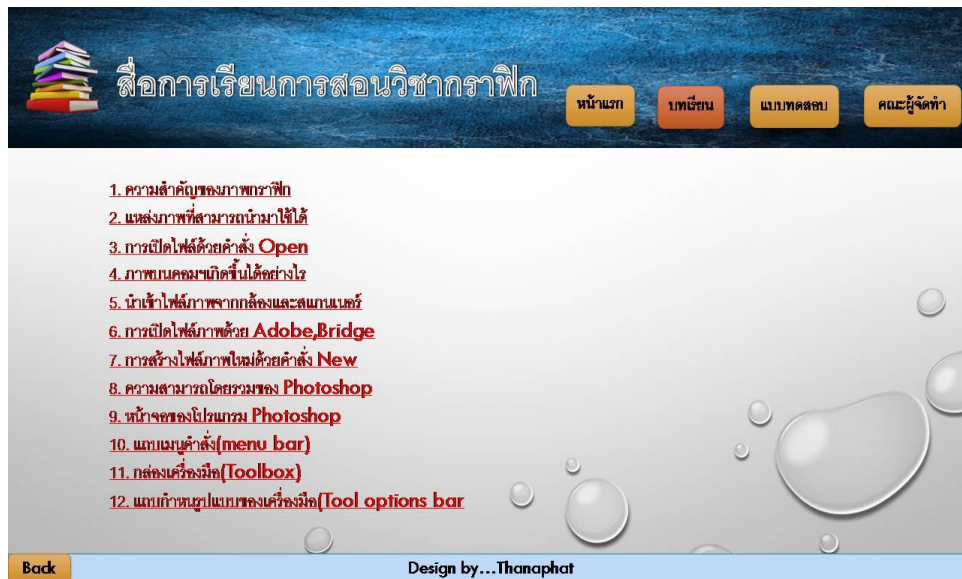 สื่อการเรียนการสอนวิชากราฟิก
หน้าแรก
บทเรียน
แบบทดสอบ
คณะผู้จัดทำ
1. ความสำคัญของภาพกราฟิก
2. แหล่งภาพที่สามารถนำมาใช้ได้
3. การเปิดไฟล์ด้วยคำสั่ง Open
4. ภาพบนคอมฯเกิดขึ้นได้อย่างไร
5. นำเข้าไฟล์ภาพจากกล้องและสแกนเนอร์
6. การเปิดไฟล์ภาพด้วย Adobe,Bridge
7. การสร้างไฟล์ภาพใหม่ด้วยคำสั่ง New
8. ความสามารถโดยรวมของ Photoshop
9. หน้าจอของโปรแกรม Photoshop
10. แถบเมนูคำสั่ง(menu bar)
11. กล่องเครื่องมือ(Toolbox)
12. แถบกำหนรูปแบบของเครื่องมือ(Tool options bar
Back
Design by...Thanaphat